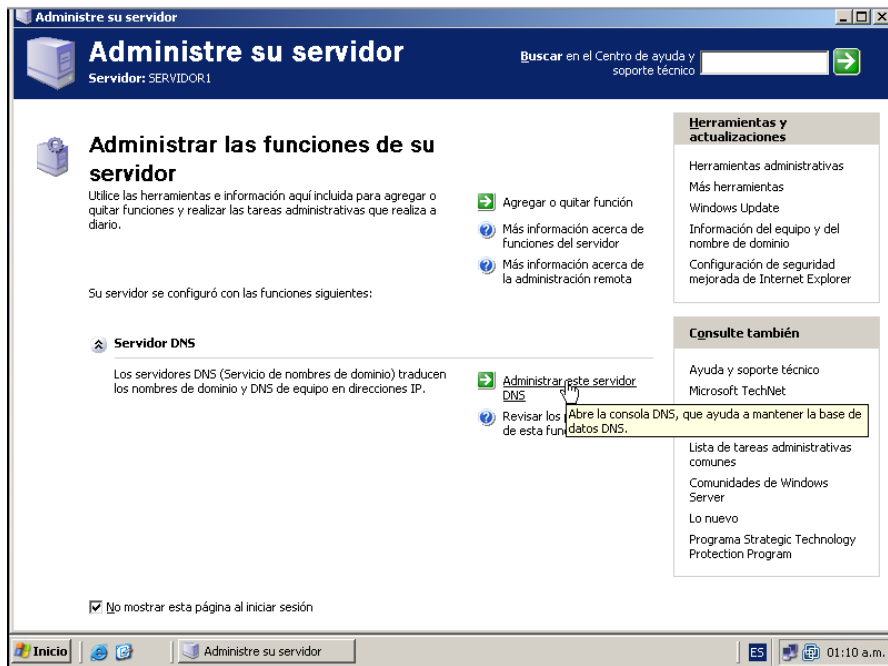 Administre su servidor
Administre su servidor
Servidor: SERVIDOR1
Buscar en el Centro de ayuda y
soporte técnico
Administrar las funciones de su
servidor
Utilice las herramientas e información aquí incluida para agregar o
quitar funciones y realizar las tareas administrativas que realiza a
diario.
Agregar o quitar función
Más información acerca de
funciones del servidor
Más información acerca de
la administración remota
Su servidor se configuró con las funciones siguientes:
Servidor DNS
Los servidores DNS (Servicio de nombres de dominio) traducen
los nombres de dominio y DNS de equipo en direcciones IP.
Administrar este servidor
DNS
Revisar los
de esta
Abre la consola DNS, que ayuda a mantener la base de
datos DNS.
Herramientas y
actualizaciones
Herramientas administrativas
Más herramientas
Windows Update
Información del equipo y del
nombre de dominio
Configuración de seguridad
mejorada de Internet Explorer
Consulte también
Ayuda y soporte técnico
Microsoft TechNet
Lista de tareas administrativas
comunes
Comunidades de Windows
Server
Lo nuevo
Programa Strategic Technology
Protection Program
No mostrar esta página al iniciar sesión
Inicio
Administre su servidor
ES
01:10 a.m.